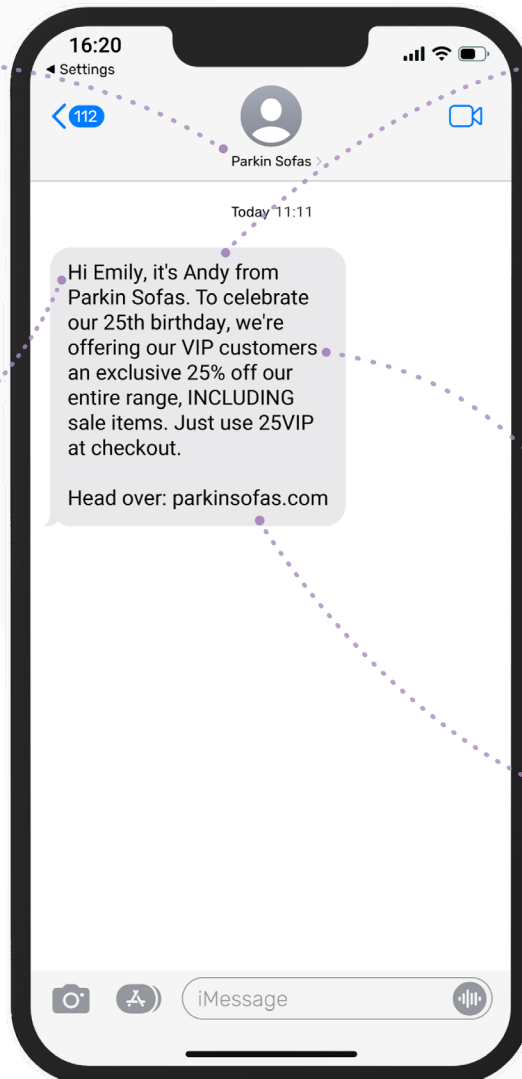 16:20
◀ Settings
112
Parkin Sofas >
Today 11:11
Hi Emily, it's Andy from
Parkin Sofas. To celebrate
our 25th birthday, we're
offering our VIP customers
an exclusive 25% off our
entire range, INCLUDING
sale items. Just use 25VIP
at checkout.
Head over: parkinsofas.com
iMessage